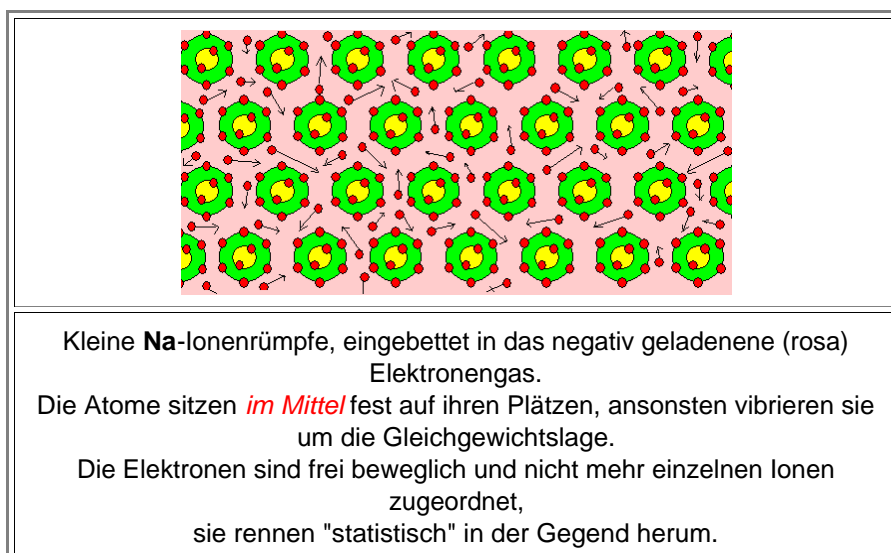 Kleine Na-Ionenrümpfe, eingebettet in das negativ geladenene (rosa)
Elektronengas.
Die Atome sitzen im Mittel fest auf ihren Plätzen, ansonsten vibrieren sie
um die Gleichgewichtslage.
Die Elektronen sind frei beweglich und nicht mehr einzelnen Ionen
zugeordnet,
sie rennen "statistisch" in der Gegend herum.